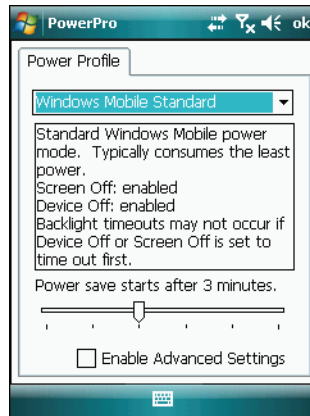 PowerPro
ok
Power Profile
Windows Mobile Standard
Standard Windows Mobile power
mode. Typically consumes the least
power.
Screen Off: enabled
Device Off: enabled
Backlight timeouts may not occur if
Device Off or Screen Off is set to
time out first.
Power save starts after 3 minutes.
Enable Advanced Settings